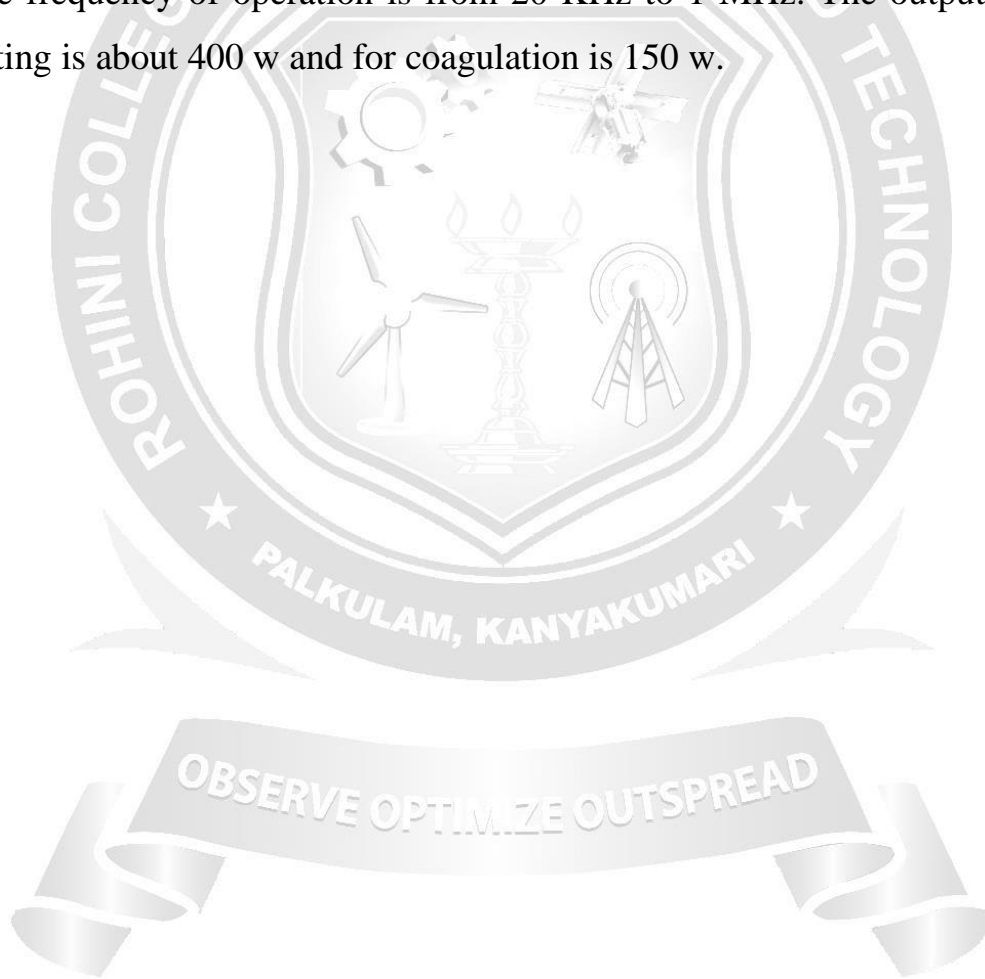 e frequency of operation is from 20 KHz to 1 MHz. The output
ting is about 400 w and for coagulation is 150 w.
ROHINI COLLEG
O TECHNOLOGY
PALKULAM, KANYAKUMARI
OBSERVE OPTIMIZE OUTSPREAD